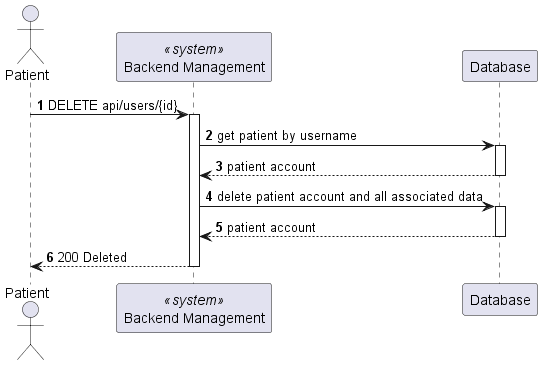 Patient
«system»
Backend Management
Database
1 DELETE api/users/{id}
2 get patient by username
3 patient account
4 delete patient account and all associated data
5 patient account
6 200 Deleted
Patient
«system»
Backend Management
Database